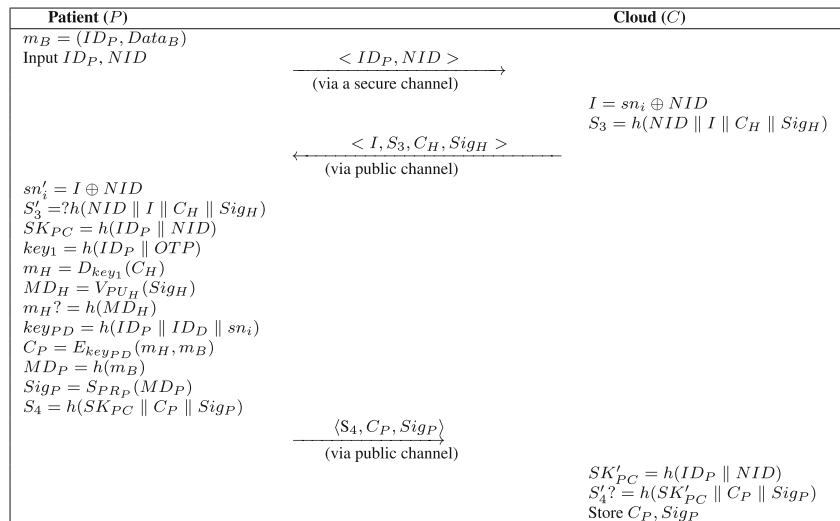 Patient (P) Cloud (C)
m_B = (ID_P, Data_B)
Input ID_P, NID
< ID_P, NID >
(via a secure channel)
I = sn_i ⊕ NID
S_3 = h(NID ∥ I ∥ C_H ∥ Sig_H)
< I, S_3, C_H, Sig_H >
(via public channel)
sn'_i = I ⊕ NID
S'_3 =?h(NID ∥ I ∥ C_H ∥ Sig_H)
SK_PC = h(ID_P ∥ NID)
key_1 = h(ID_P ∥ OTP)
m_H = D_key_1(C_H)
MD_H = V_PU_H(Sig_H)
m_H? = h(MD_H)
key_PD = h(ID_P ∥ ID_D ∥ sn_i)
C_P = E_key_PD(m_H, m_B)
MD_P = h(m_B)
Sig_P = S_PR_P(MD_P)
S_4 = h(SK_PC ∥ C_P ∥ Sig_P)
⟨S_4, C_P, Sig_P⟩
(via public channel)
SK'_PC = h(ID_P ∥ NID)
S'_4? = h(SK'_PC ∥ C_P ∥ Sig_P)
Store C_P, Sig_P